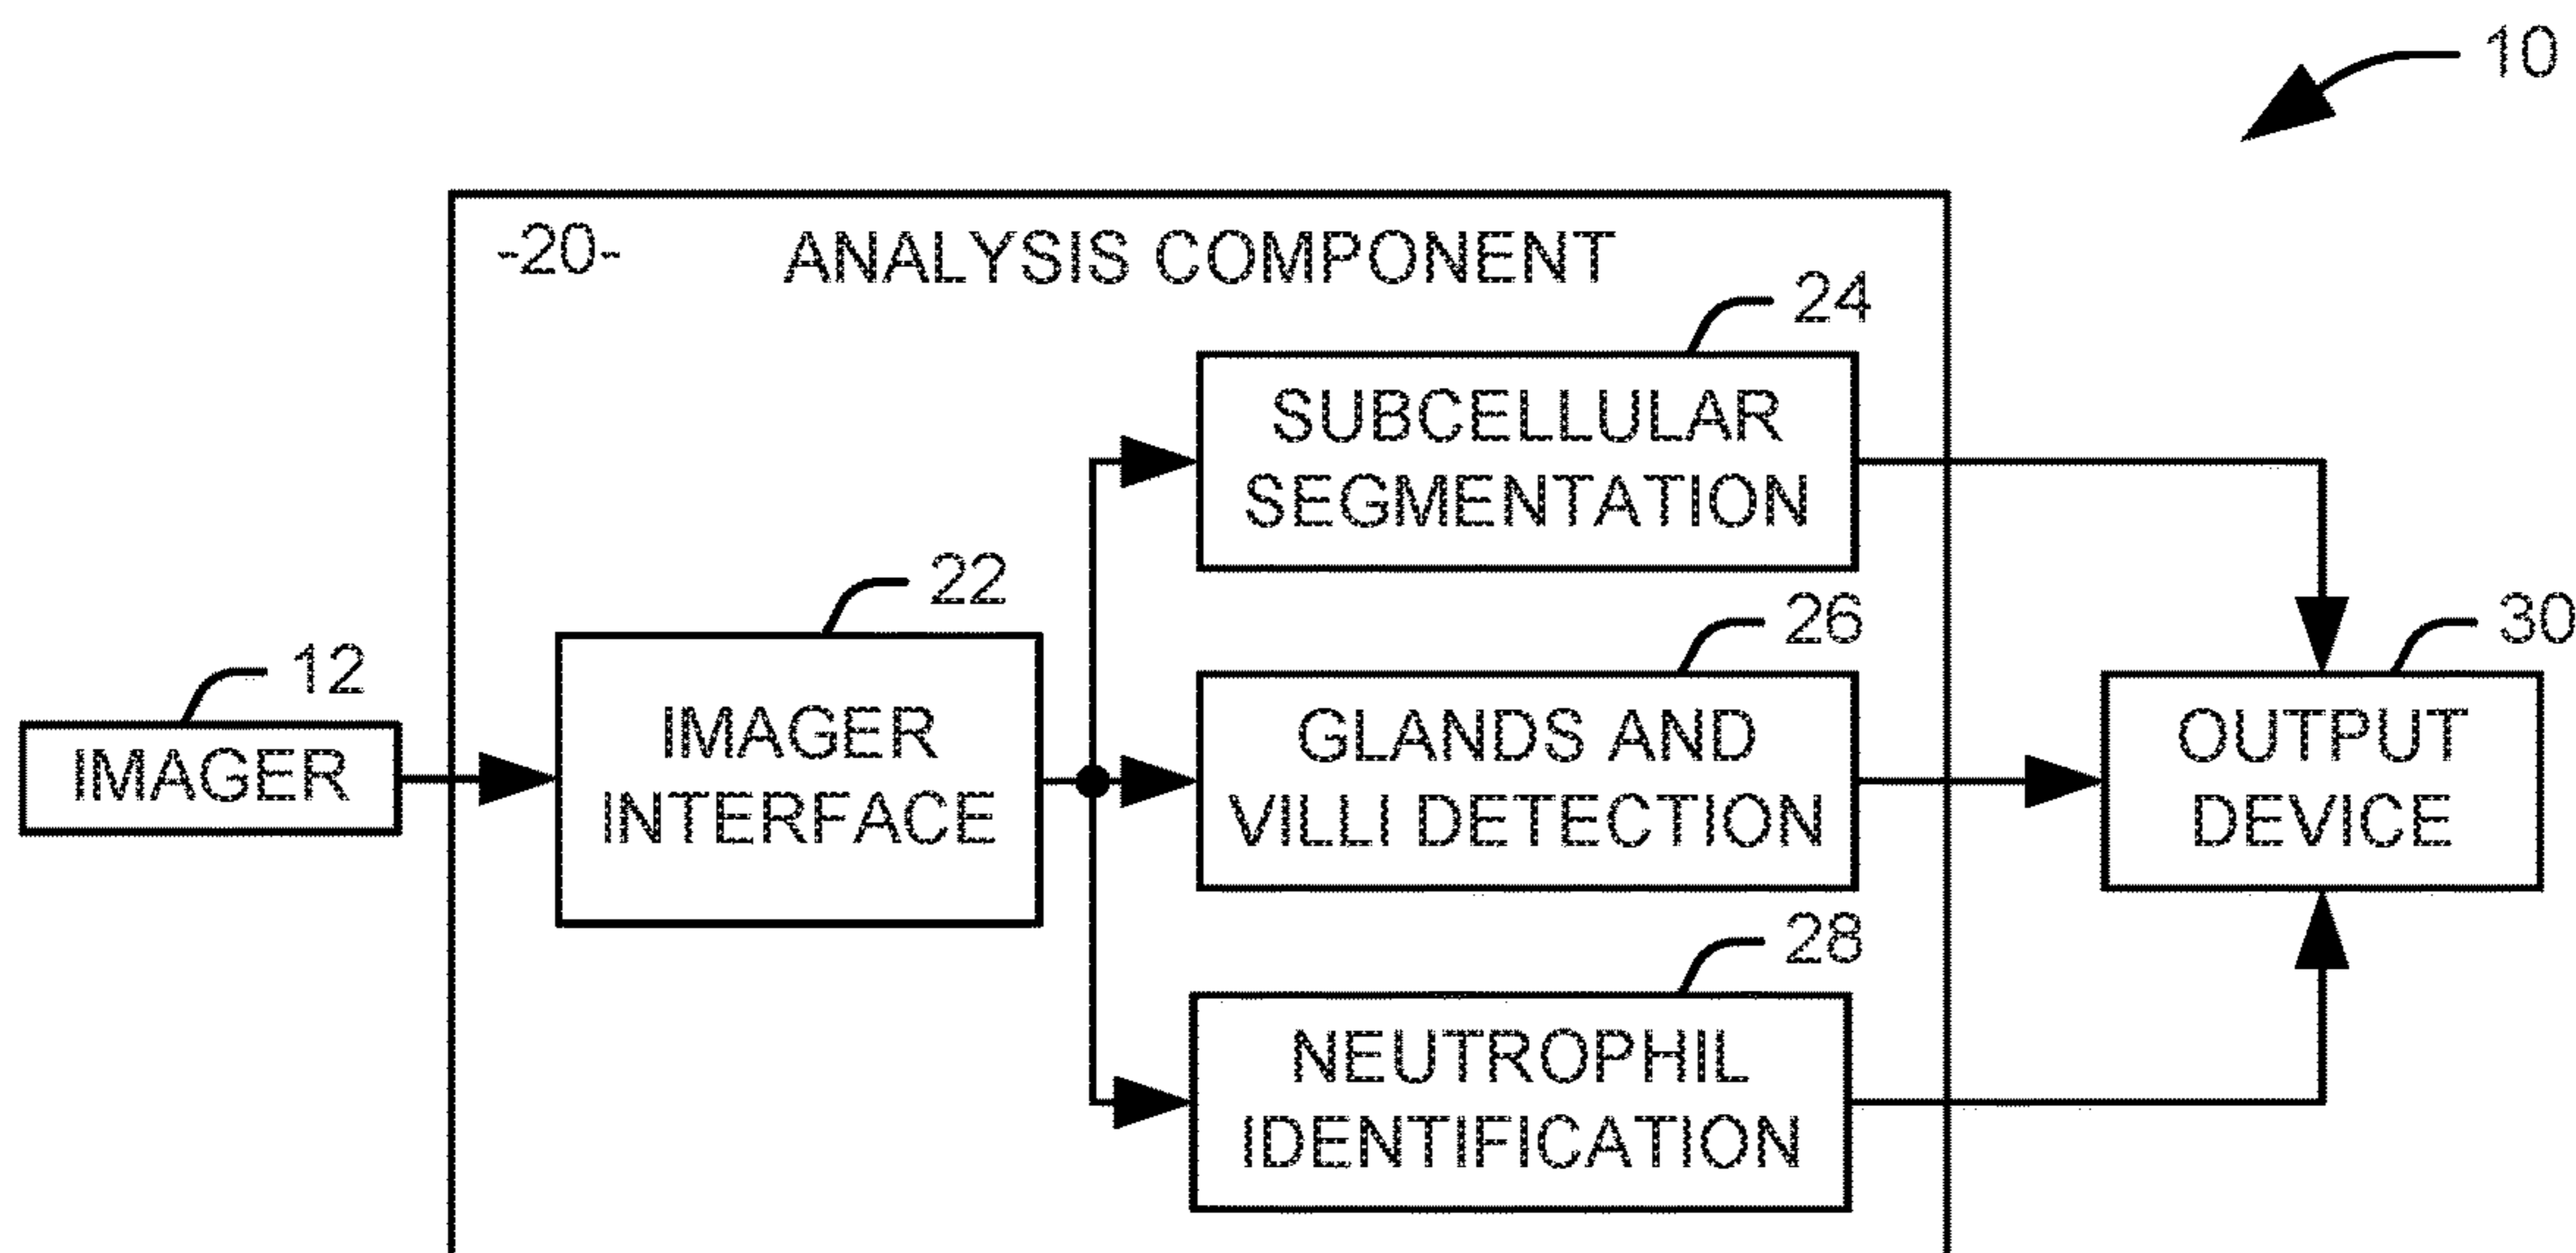 10
-20-
ANALYSIS COMPONENT
24
SUBCELLULAR
SEGMENTATION
22
IMAGER
INTERFACE
12
IMAGER
26
GLANDS AND
VILLI DETECTION
30
OUTPUT
DEVICE
28
NEUTROPHIL
IDENTIFICATION